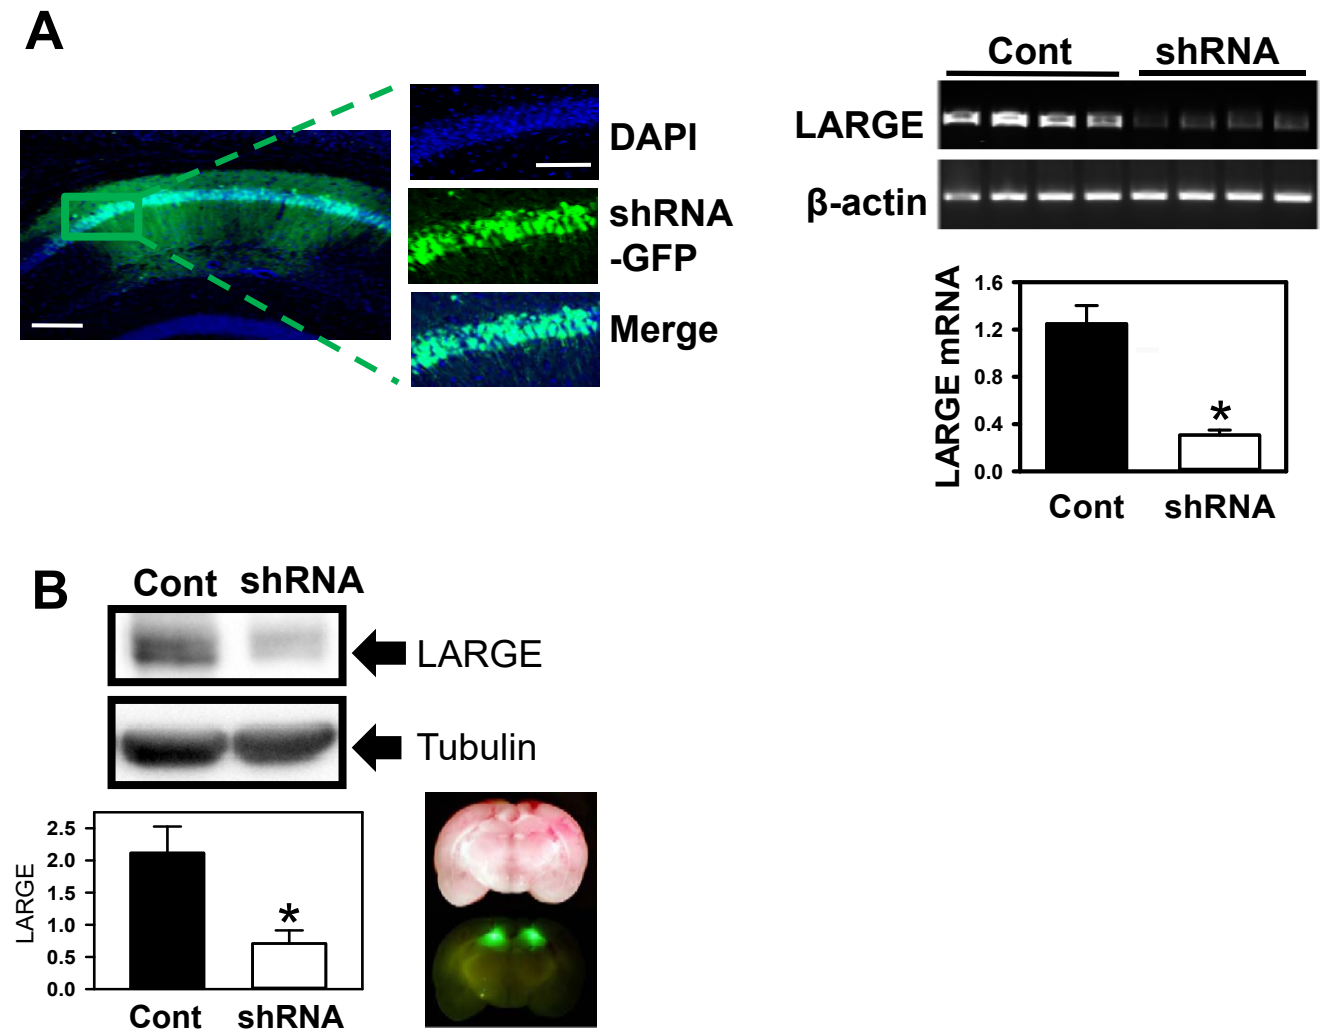 A
DAPI
shRNA
-GFP
Merge
Cont shRNA
LARGE
β-actin
LARGE mRNA
1.6
1.2
0.8
0.4
0.0
*
Cont shRNA
B
Cont shRNA
LARGE
Tubulin
LARGE
2.5
2.0
1.5
1.0
0.5
0.0
*
Cont shRNA